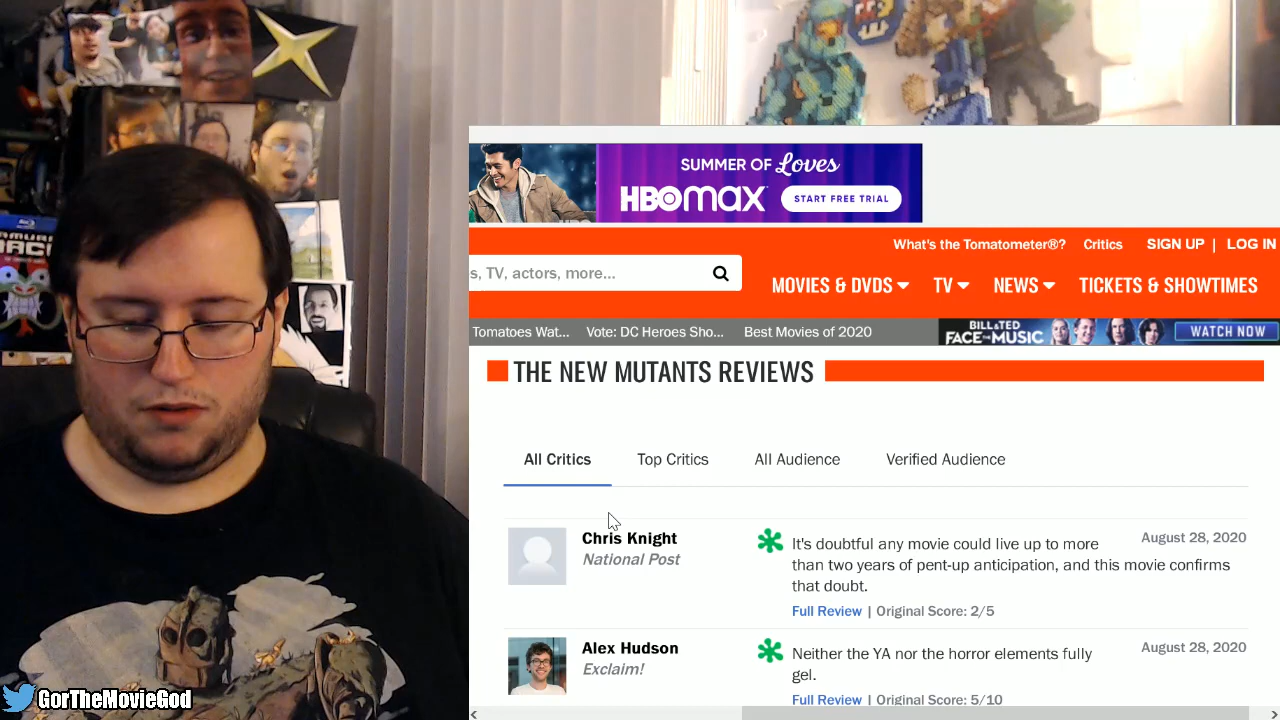 SUMMER OF Loves
HBOMAX
START FREE TRIAL
What's the Tomatometer®? Critics SIGN UP | LOG IN
s, TV, actors, more...
MOVIES & DVDS TV NEWS TICKETS & SHOWTIMES
Tomatoes Wat... Vote: DC Heroes Sho... Best Movies of 2020
BILL & TED
FACE THE MUSIC
WATCH NOW
THE NEW MUTANTS REVIEWS
All Critics Top Critics All Audience Verified Audience
Chris Knight
National Post
It's doubtful any movie could live up to more
than two years of pent-up anticipation, and this movie confirms
that doubt.
August 28, 2020
Full Review | Original Score: 2/5
Alex Hudson
Exclaim!
Neither the YA nor the horror elements fully
gel.
August 28, 2020
Full Review | Original Score: 5/10
GorTheMovieGod